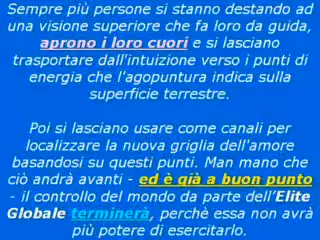 Sempre più persone si stanno destando ad
una visione superiore che fa loro da guida,
aprono i loro cuori e si lasciano
trasportare dall'intuizione verso i punti di
energia che l'agopuntura indica sulla
superficie terrestre.
Poi si lasciano usare come canali per
localizzare la nuova griglia dell'amore
basandosi su questi punti. Man mano che
ciò andrà avanti - ed è già a buon punto
- il controllo del mondo da parte dell'Elite
Globale terminerà, perchè essa non avrà
più potere di esercitarlo.